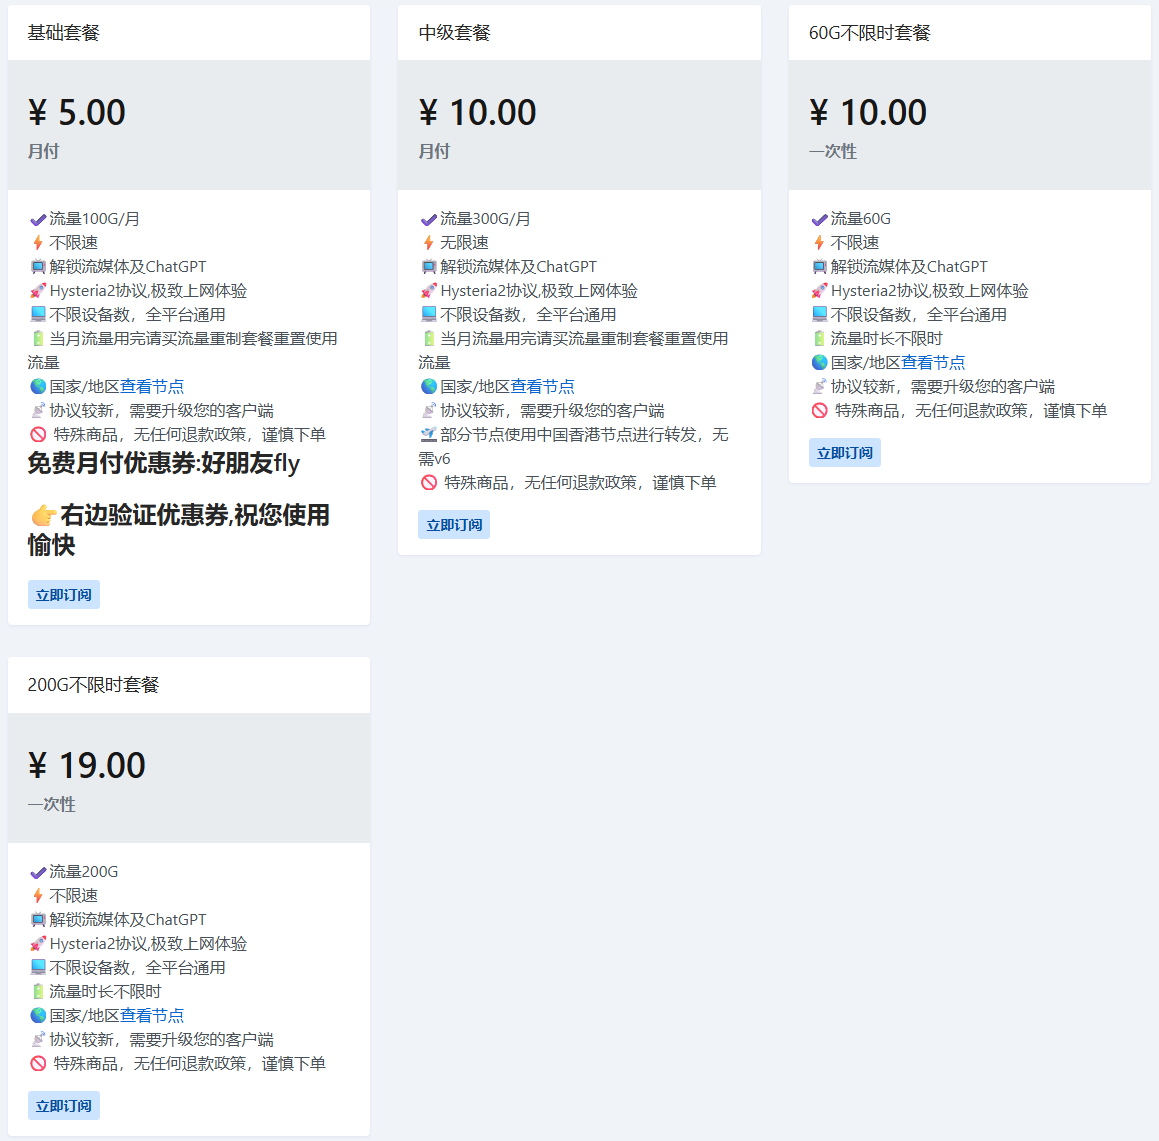 基础套餐
¥ 5.00
月付
✔流量100G/月
⚡不限速
📺解锁流媒体及ChatGPT
🚀Hysteria2协议,极致上网体验
💻不限设备数，全平台通用
🔋当月流量用完请买流量重制套餐重置使用
流量
🌏国家/地区查看节点
📡协议较新，需要升级您的客户端
🚫 特殊商品，无任何退款政策，谨慎下单
免费月付优惠券:好朋友fly
👉右边验证优惠券,祝您使用
愉快
立即订阅
中级套餐
¥ 10.00
月付
✔流量300G/月
⚡无限速
📺解锁流媒体及ChatGPT
🚀Hysteria2协议,极致上网体验
💻不限设备数，全平台通用
🔋当月流量用完请买流量重制套餐重置使用
流量
🌏国家/地区查看节点
📡协议较新，需要升级您的客户端
🛫部分节点使用中国香港节点进行转发，无
需v6
🚫 特殊商品，无任何退款政策，谨慎下单
立即订阅
60G不限时套餐
¥ 10.00
一次性
✔流量60G
⚡不限速
📺解锁流媒体及ChatGPT
🚀Hysteria2协议,极致上网体验
💻不限设备数，全平台通用
🔋流量时长不限时
🌏国家/地区查看节点
📡协议较新，需要升级您的客户端
🚫 特殊商品，无任何退款政策，谨慎下单
立即订阅
200G不限时套餐
¥ 19.00
一次性
✔流量200G
⚡不限速
📺解锁流媒体及ChatGPT
🚀Hysteria2协议,极致上网体验
💻不限设备数，全平台通用
🔋流量时长不限时
🌏国家/地区查看节点
📡协议较新，需要升级您的客户端
🚫 特殊商品，无任何退款政策，谨慎下单
立即订阅